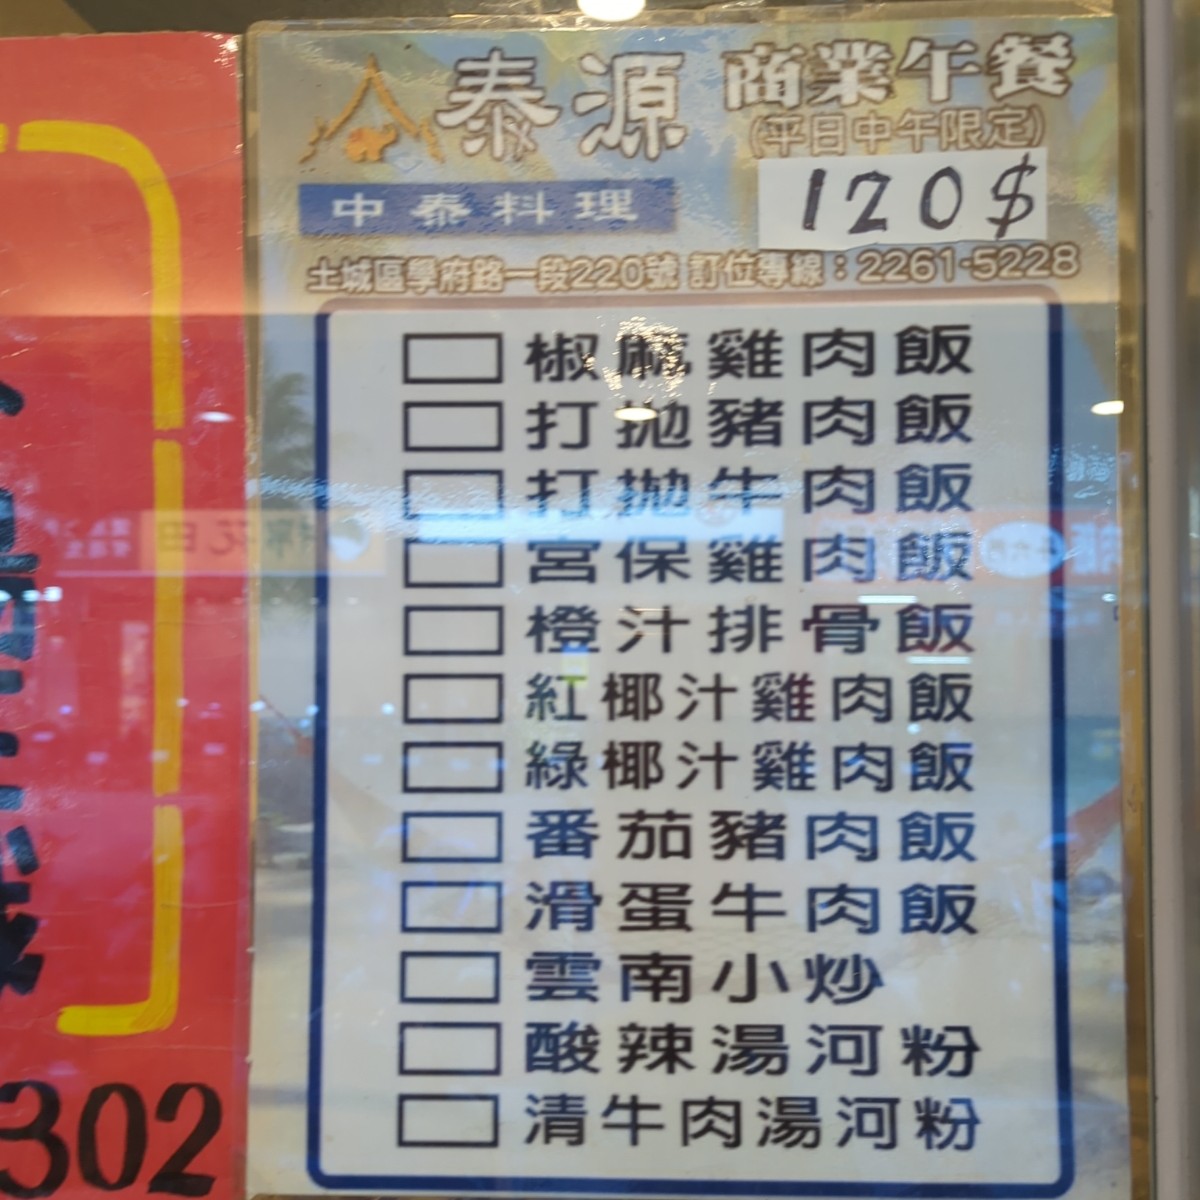 泰源
商業午餐
(平日中午限定)
中泰料理
120$
土城區學府路一段220號 訂位專線:2261-5228
椒麻雞肉飯
打拋豬肉飯
打拋牛肉飯
宮保雞肉飯
橙汁排骨飯
紅椰汁雞肉飯
綠椰汁雞肉飯
番茄豬肉飯
滑蛋牛肉飯
雲南小炒
酸辣湯河粉
清牛肉湯河粉
302